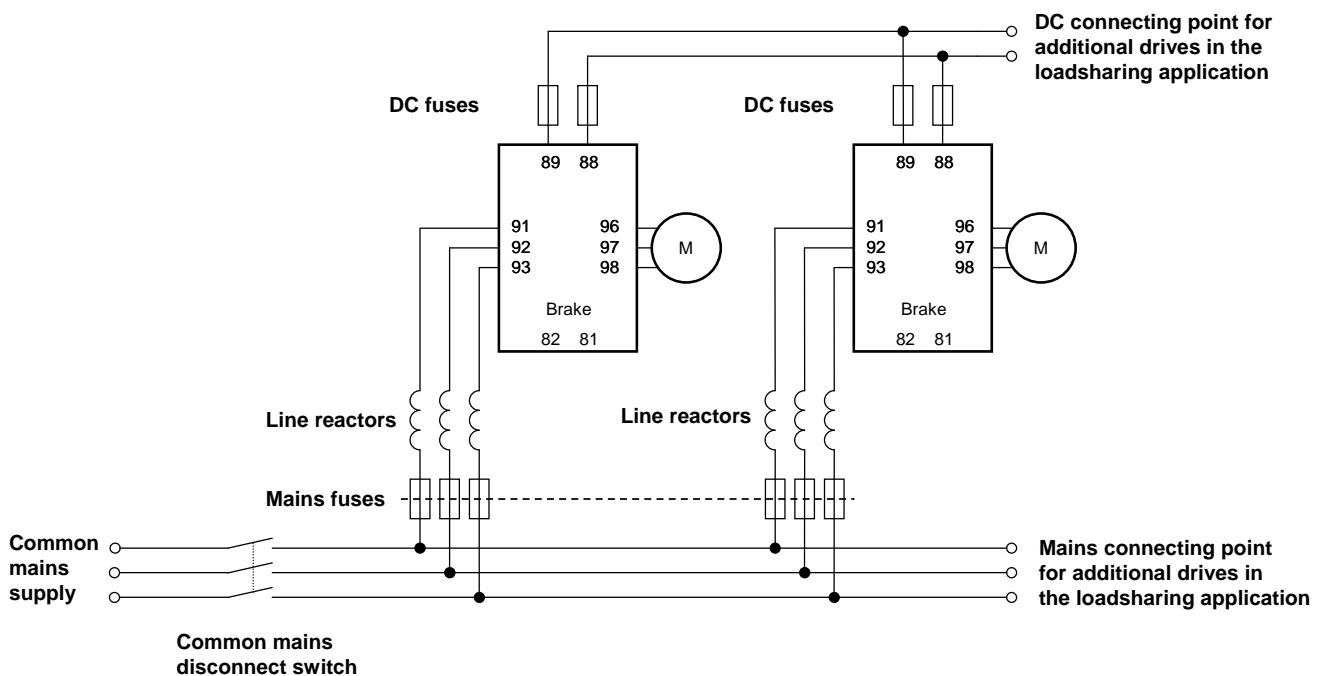 DC connecting point for
additional drives in the
loadsharing application
DC fuses
DC fuses
89 88
89 88
91 96
92 97
93 98
M
91 96
92 97
93 98
M
Brake
82 81
Brake
82 81
Line reactors
Line reactors
Mains fuses
Common
mains
supply
Mains connecting point
for additional drives in
the loadsharing application
Common mains
disconnect switch